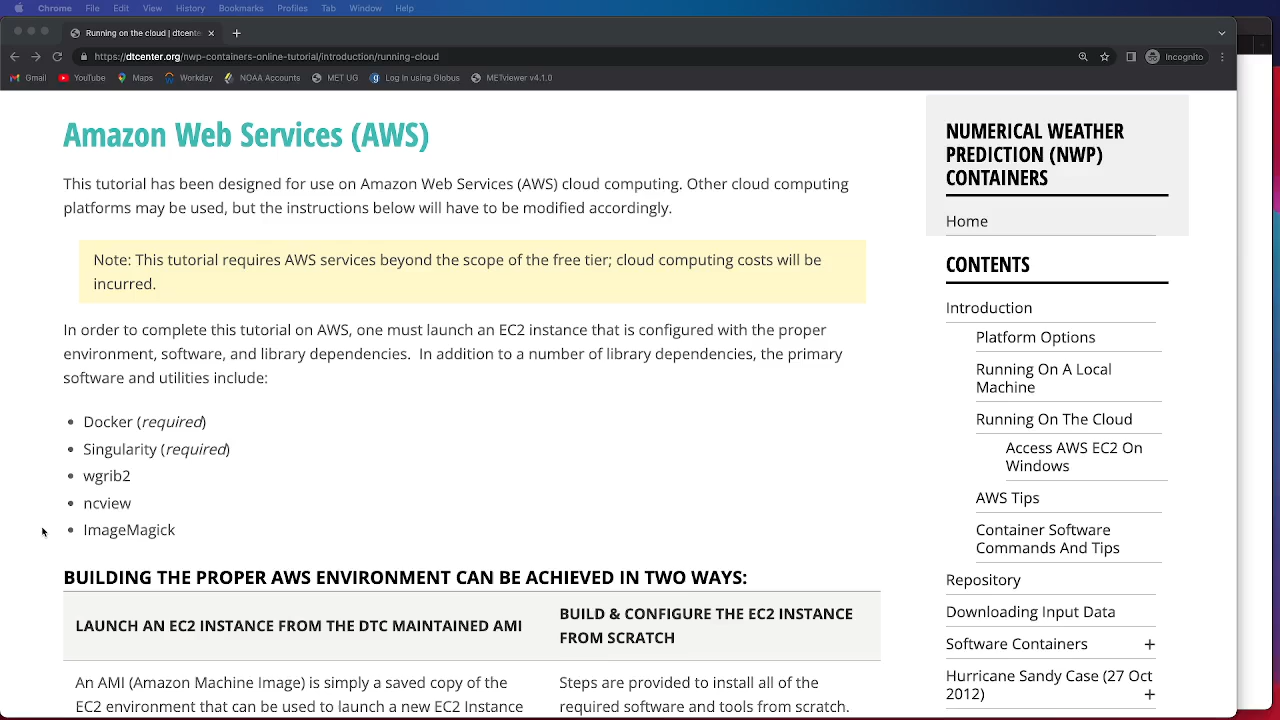 Chrome File Edit View History Bookmarks Profiles Tab Window Help
Running on the cloud | dtcente
https://dtcenter.org/nwp-containers-online-tutorial/introduction/running-cloud
Incognito
Gmail YouTube Maps Workday NOAA Accounts MET UG Log In using Globus METviewer v4.1.0
Amazon Web Services (AWS)
This tutorial has been designed for use on Amazon Web Services (AWS) cloud computing. Other cloud computing
platforms may be used, but the instructions below will have to be modified accordingly.
Note: This tutorial requires AWS services beyond the scope of the free tier; cloud computing costs will be
incurred.
In order to complete this tutorial on AWS, one must launch an EC2 instance that is configured with the proper
environment, software, and library dependencies.  In addition to a number of library dependencies, the primary
software and utilities include:
Docker (required)
Singularity (required)
wgrib2
ncview
ImageMagick
BUILDING THE PROPER AWS ENVIRONMENT CAN BE ACHIEVED IN TWO WAYS:
LAUNCH AN EC2 INSTANCE FROM THE DTC MAINTAINED AMI
BUILD & CONFIGURE THE EC2 INSTANCE
FROM SCRATCH
An AMI (Amazon Machine Image) is simply a saved copy of the
EC2 environment that can be used to launch a new EC2 Instance
Steps are provided to install all of the
required software and tools from scratch.
NUMERICAL WEATHER
PREDICTION (NWP)
CONTAINERS
Home
CONTENTS
Introduction
Platform Options
Running On A Local
Machine
Running On The Cloud
Access AWS EC2 On
Windows
AWS Tips
Container Software
Commands And Tips
Repository
Downloading Input Data
Software Containers +
Hurricane Sandy Case (27 Oct
2012) +